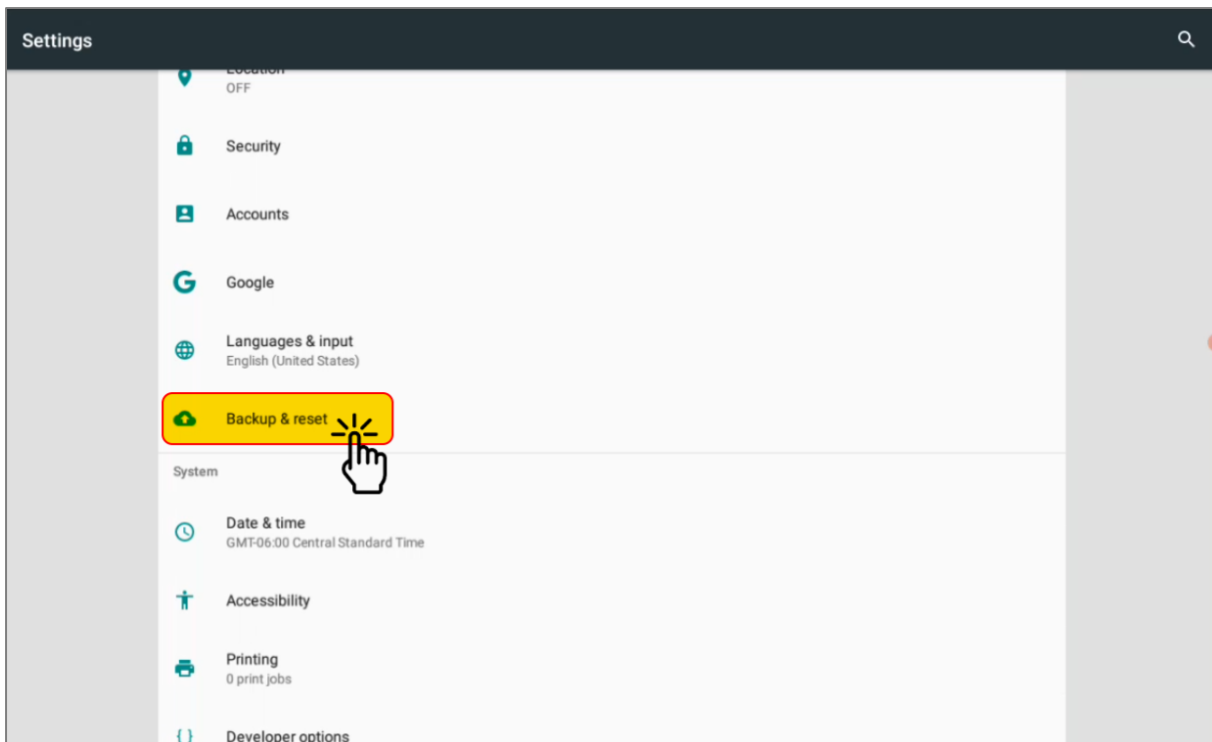 Settings
Location
OFF
Security
Accounts
Google
Languages & input
English (United States)
Backup & reset
System
Date & time
GMT-06:00 Central Standard Time
Accessibility
Printing
0 print jobs
Developer options